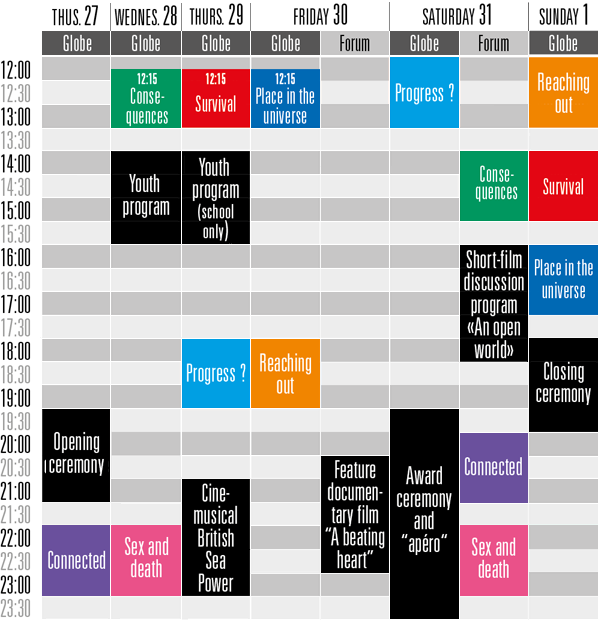 THUS. 27 WEDNES. 28 THURS. 29 FRIDAY 30 SATURDAY 31 SUNDAY 1
Globe Globe Globe Globe Forum Globe Forum Globe
12:00
12:30
13:00
13:30
14:00
14:30
15:00
15:30
16:00
16:30
17:00
17:30
18:00
18:30
19:00
19:30
20:00
20:30
21:00
21:30
22:00
22:30
23:00
23:30
Opening
ceremony
Connected
12:15
Conse-
quences
Youth
program
Sex and
death
12:15
Survival
Youth
program
(school
only)
Progress ?
Cine-
musical
British
Sea
Power
12:15
Place in the
universe
Reaching
out
Feature
documen-
tary film
"A beating
heart"
Progress ?
Award
ceremony
and
"apéro"
Conse-
quences
Short-film
discussion
program
«An open
world»
Connected
Sex and
death
Reaching
out
Survival
Place in the
universe
Closing
ceremony